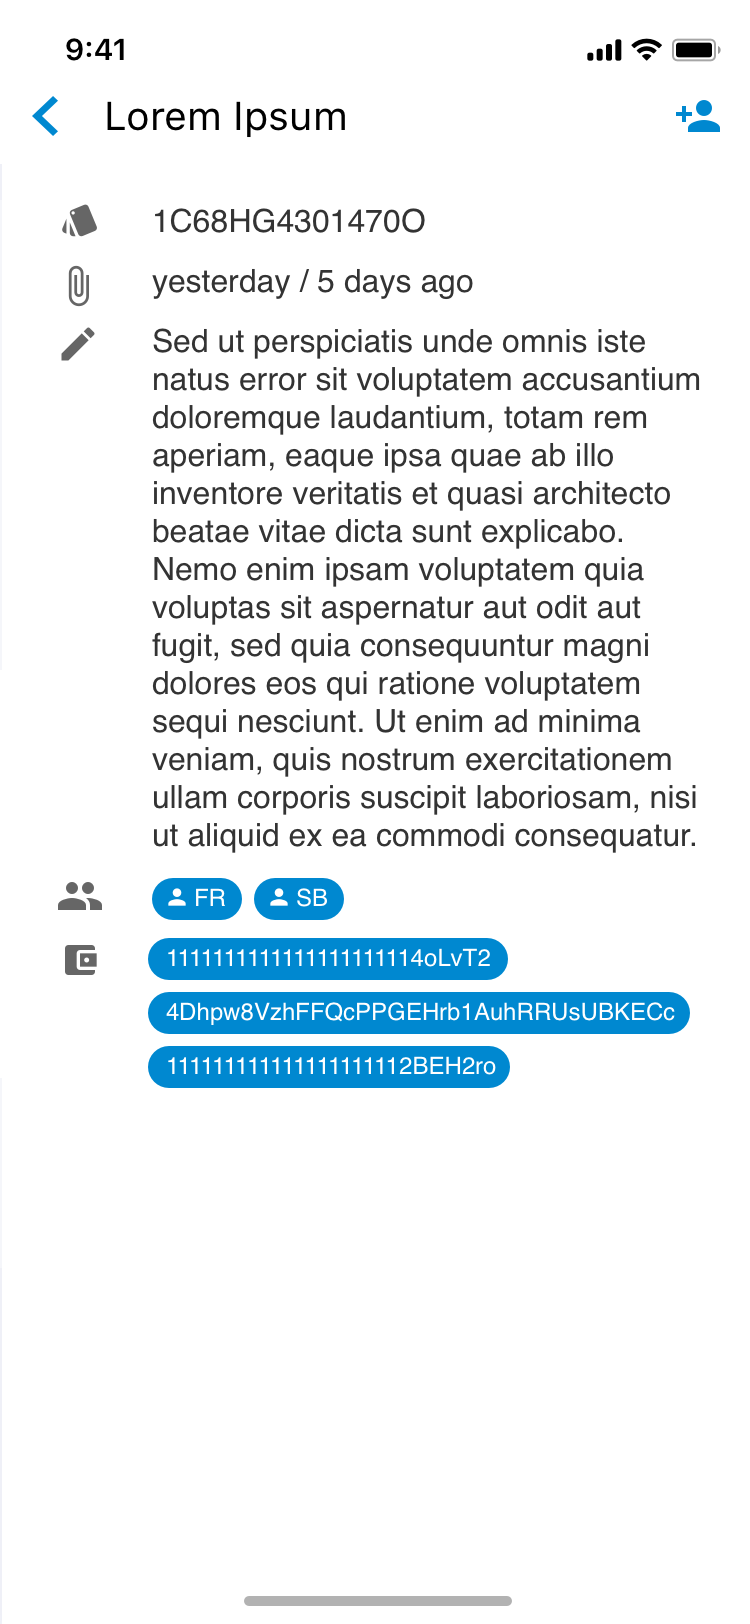 9:41
Lorem Ipsum
1C68HG4301470O
yesterday / 5 days ago
Sed ut perspiciatis unde omnis iste
natus error sit voluptatem accusantium
doloremque laudantium, totam rem
aperiam, eaque ipsa quae ab illo
inventore veritatis et quasi architecto
beatae vitae dicta sunt explicabo.
Nemo enim ipsam voluptatem quia
voluptas sit aspernatur aut odit aut
fugit, sed quia consequuntur magni
dolores eos qui ratione voluptatem
sequi nesciunt. Ut enim ad minima
veniam, quis nostrum exercitationem
ullam corporis suscipit laboriosam, nisi
ut aliquid ex ea commodi consequatur.
FR SB
1111111111111111111114oLvT2
4Dhpw8VzhFFQcPPGEHrb1AuhRRUsUBKECc
111111111111111111112BEH2ro